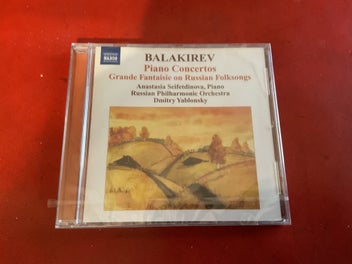 NAXOS
BALAKIREV
Piano Concertos
Grande Fantaisie on Russian Folksongs
Anastasia Seifetdinova, Piano
Russian Philharmonic Orchestra
Dmitry Yablonsky